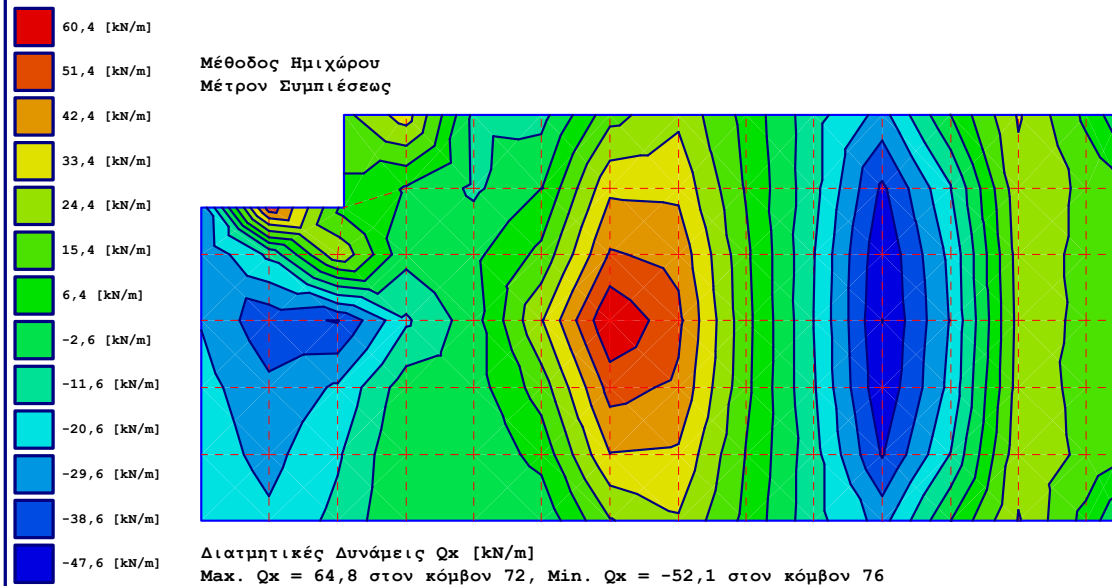 60,4 [kN/m]
51,4 [kN/m]
42,4 [kN/m]
33,4 [kN/m]
24,4 [kN/m]
15,4 [kN/m]
6,4 [kN/m]
-2,6 [kN/m]
-11,6 [kN/m]
-20,6 [kN/m]
-29,6 [kN/m]
-38,6 [kN/m]
-47,6 [kN/m]
Μέθοδος Ημιχώρου
Μέτρον Συμπιέσεως
Διατμητικές Δυνάμεις Qx [kN/m]
Max. Qx = 64,8 στον κόμβον 72, Min. Qx = -52,1 στον κόμβον 76